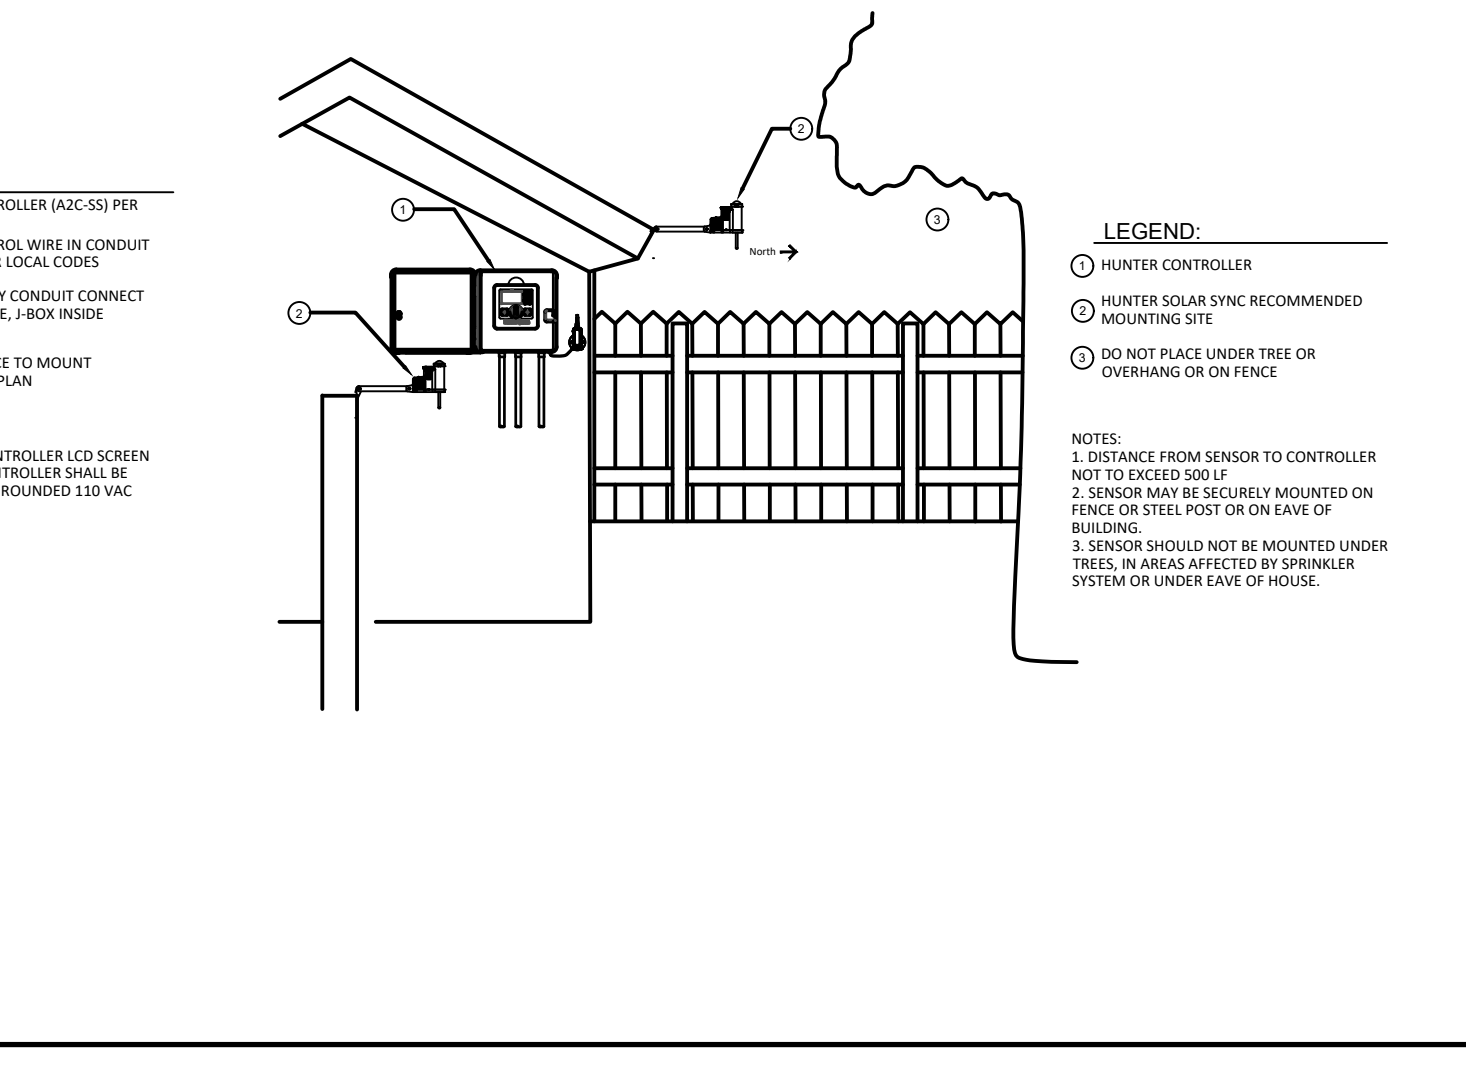 ROLLER (A2C-SS) PER
ROL WIRE IN CONDUIT
LOCAL CODES
Y CONDUIT CONNECT
E, J-BOX INSIDE
CE TO MOUNT
PLAN
NTROLLER LCD SCREEN
NTROLLER SHALL BE
ROUNDED 110 VAC
1
2
2
3
North
LEGEND:
1 HUNTER CONTROLLER
2 HUNTER SOLAR SYNC RECOMMENDED
MOUNTING SITE
3 DO NOT PLACE UNDER TREE OR
OVERHANG OR ON FENCE
NOTES:
1. DISTANCE FROM SENSOR TO CONTROLLER
NOT TO EXCEED 500 LF
2. SENSOR MAY BE SECURELY MOUNTED ON
FENCE OR STEEL POST OR ON EAVE OF
BUILDING.
3. SENSOR SHOULD NOT BE MOUNTED UNDER
TREES, IN AREAS AFFECTED BY SPRINKLER
SYSTEM OR UNDER EAVE OF HOUSE.